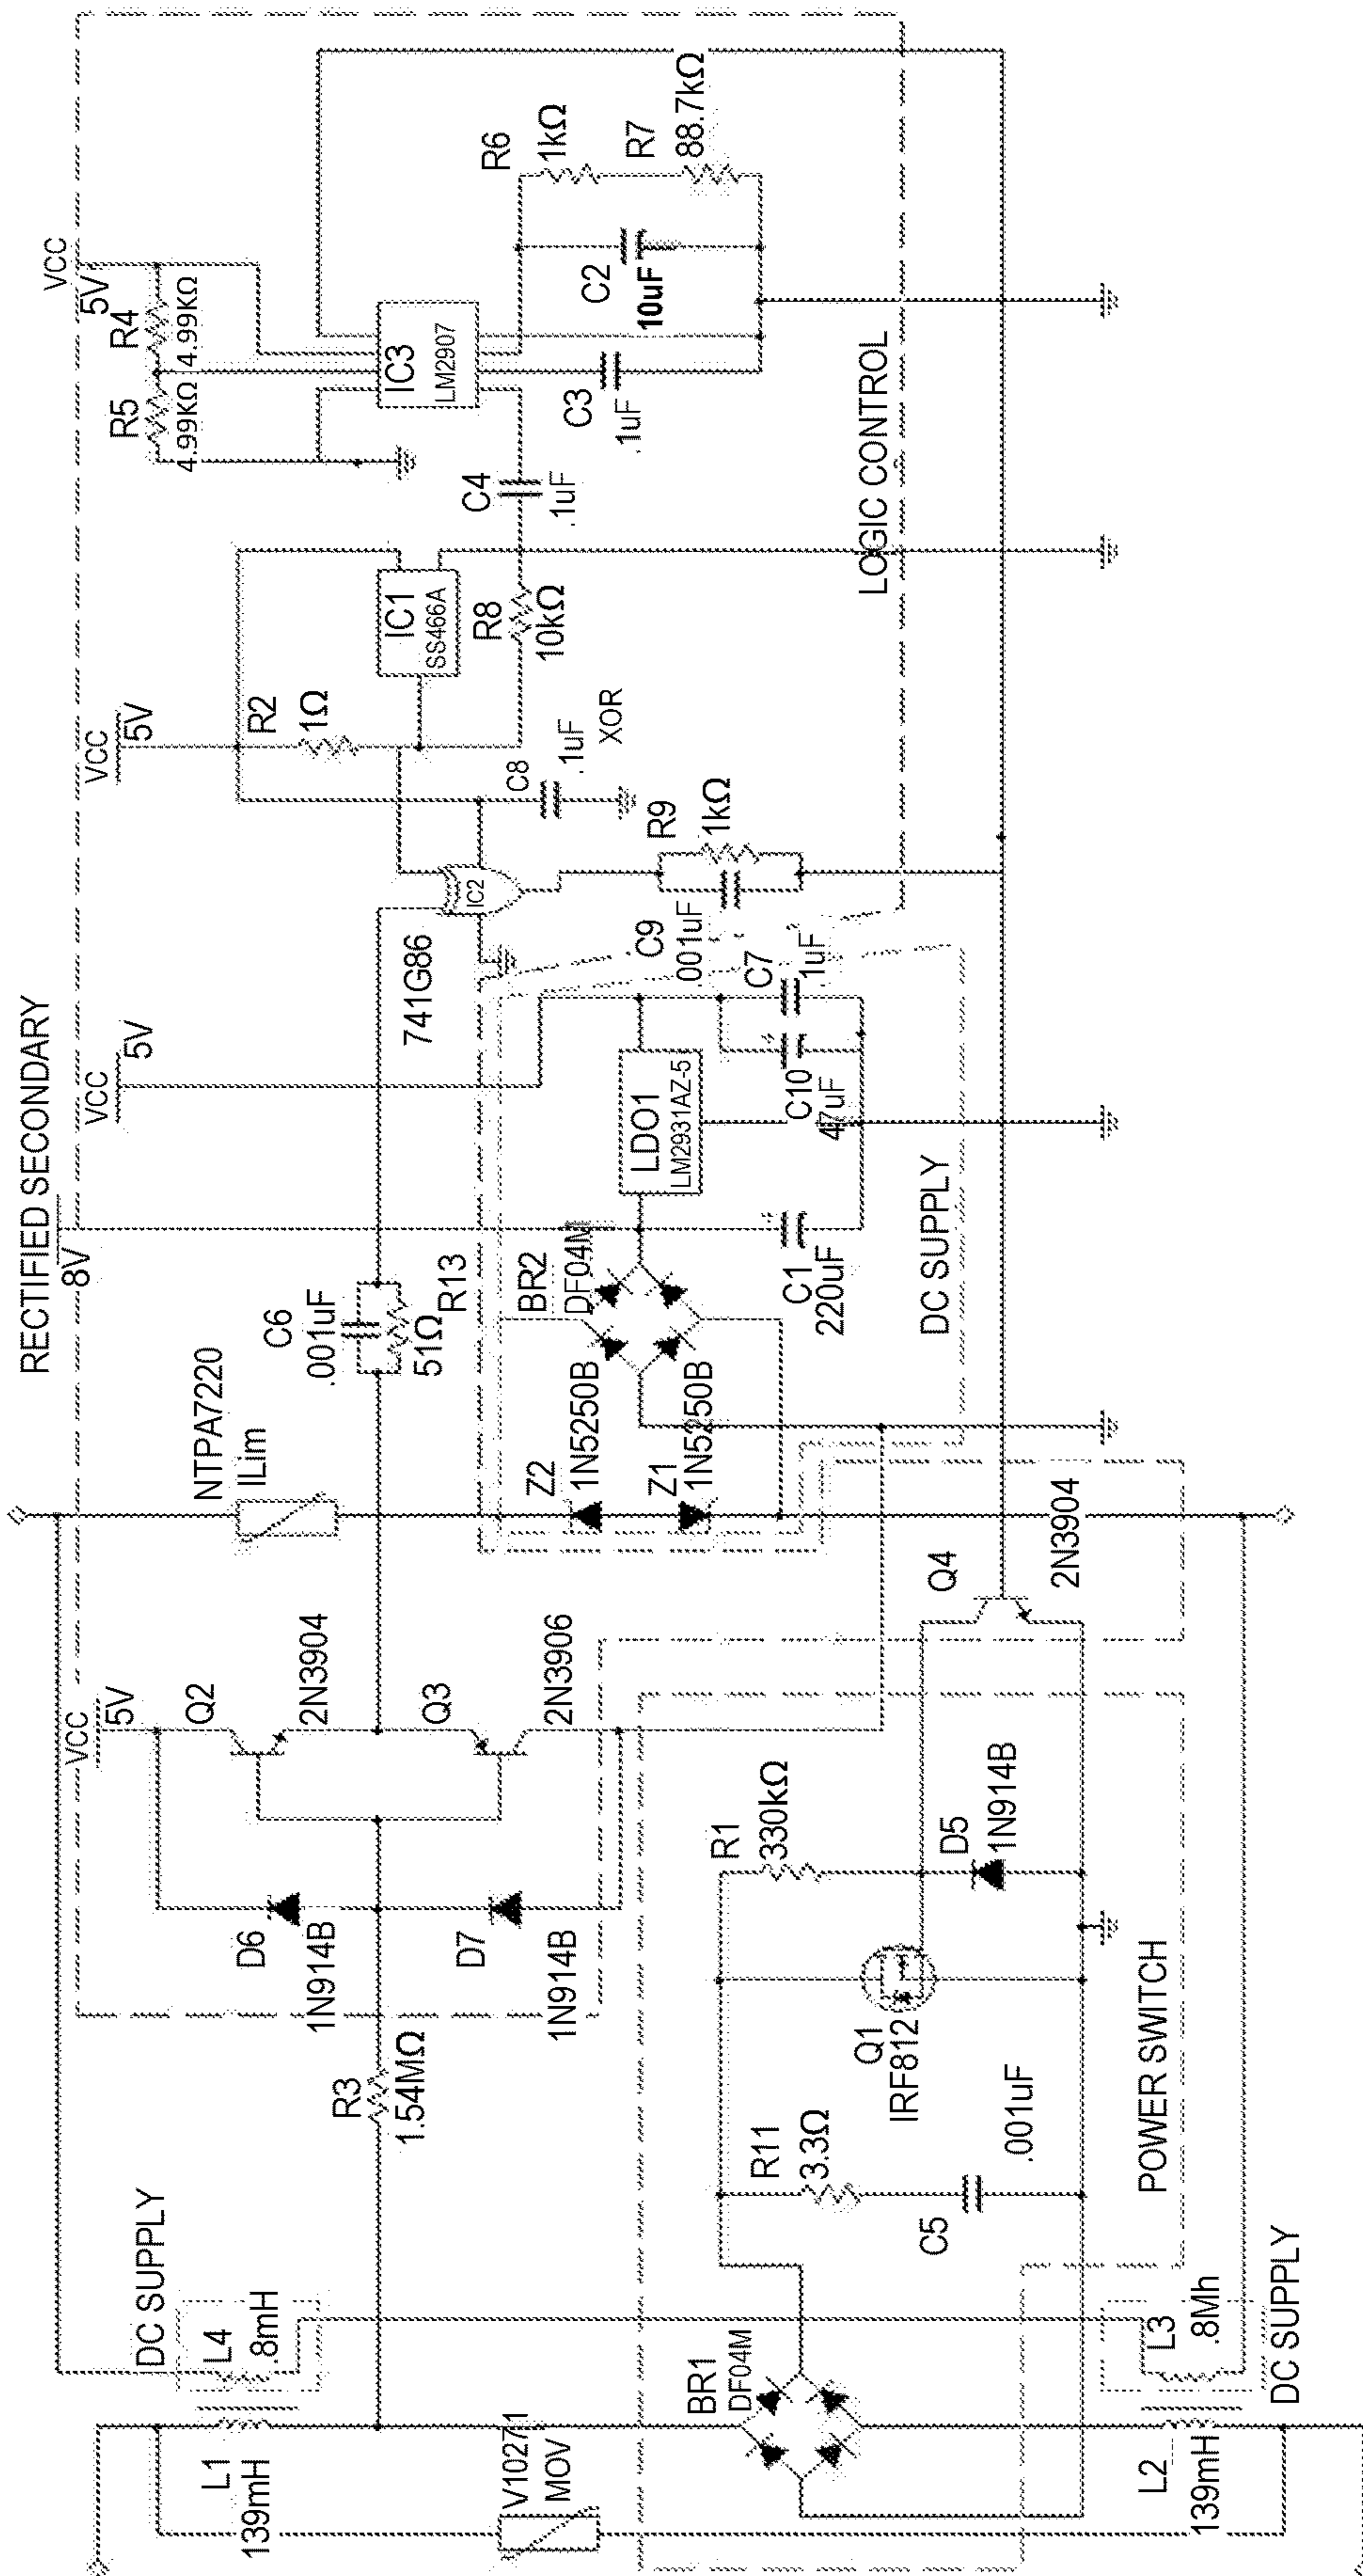 RECTIFIED SECONDARY
8V
VCC
5V
VCC
5V
VCC
5V
VCC
5V
DC SUPPLY
L4
.8mH
L1
139mH
V10271
MOV
R3
1.54MΩ
D6
1N914B
D7
1N914B
Q2
2N3904
Q3
2N3906
NTPA7220
ILim
C6
.001uF
51Ω
R13
741G86
IC2
R2
1Ω
IC1
SS466A
R8
10kΩ
C8
.1uF
XOR
C4
.1uF
R5
4.99KΩ
R4
4.99KΩ
IC3
LM2907
C3
.1uF
C2
10uF
R6
1kΩ
R7
88.7kΩ
LOGIC CONTROL
R9
1kΩ
C9
.001uF
C7
.1uF
C10
47uF
LDO1
LM2931AZ-5
BR2
DF04M
C1
220uF
Z2
1N5250B
Z1
1N5250B
DC SUPPLY
Q4
2N3904
R1
330kΩ
D5
1N914B
Q1
IRF812
R11
3.3Ω
C5
.001uF
POWER SWITCH
BR1
DF04M
L3
.8Mh
L2
139mH
DC SUPPLY